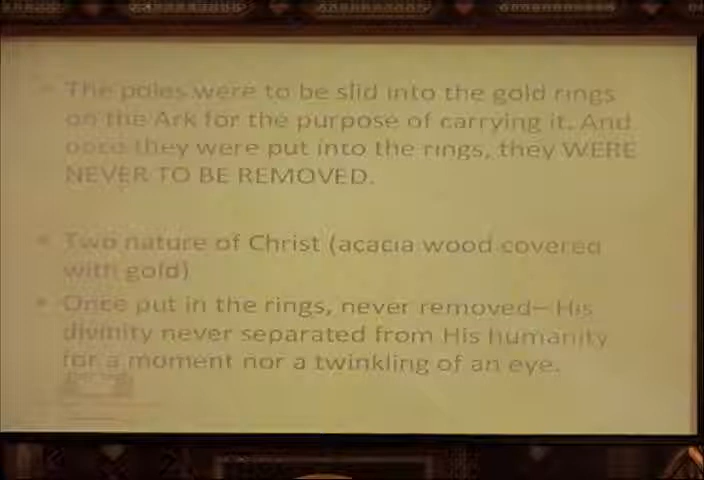 • The poles were to be slid into the gold rings
on the Ark for the purpose of carrying it. And
once they were put into the rings, they WERE
NEVER TO BE REMOVED.
• Two nature of Christ (acacia wood covered
with gold)
• Once put in the rings, never removed– His
divinity never separated from His humanity
for a moment nor a twinkling of an eye.